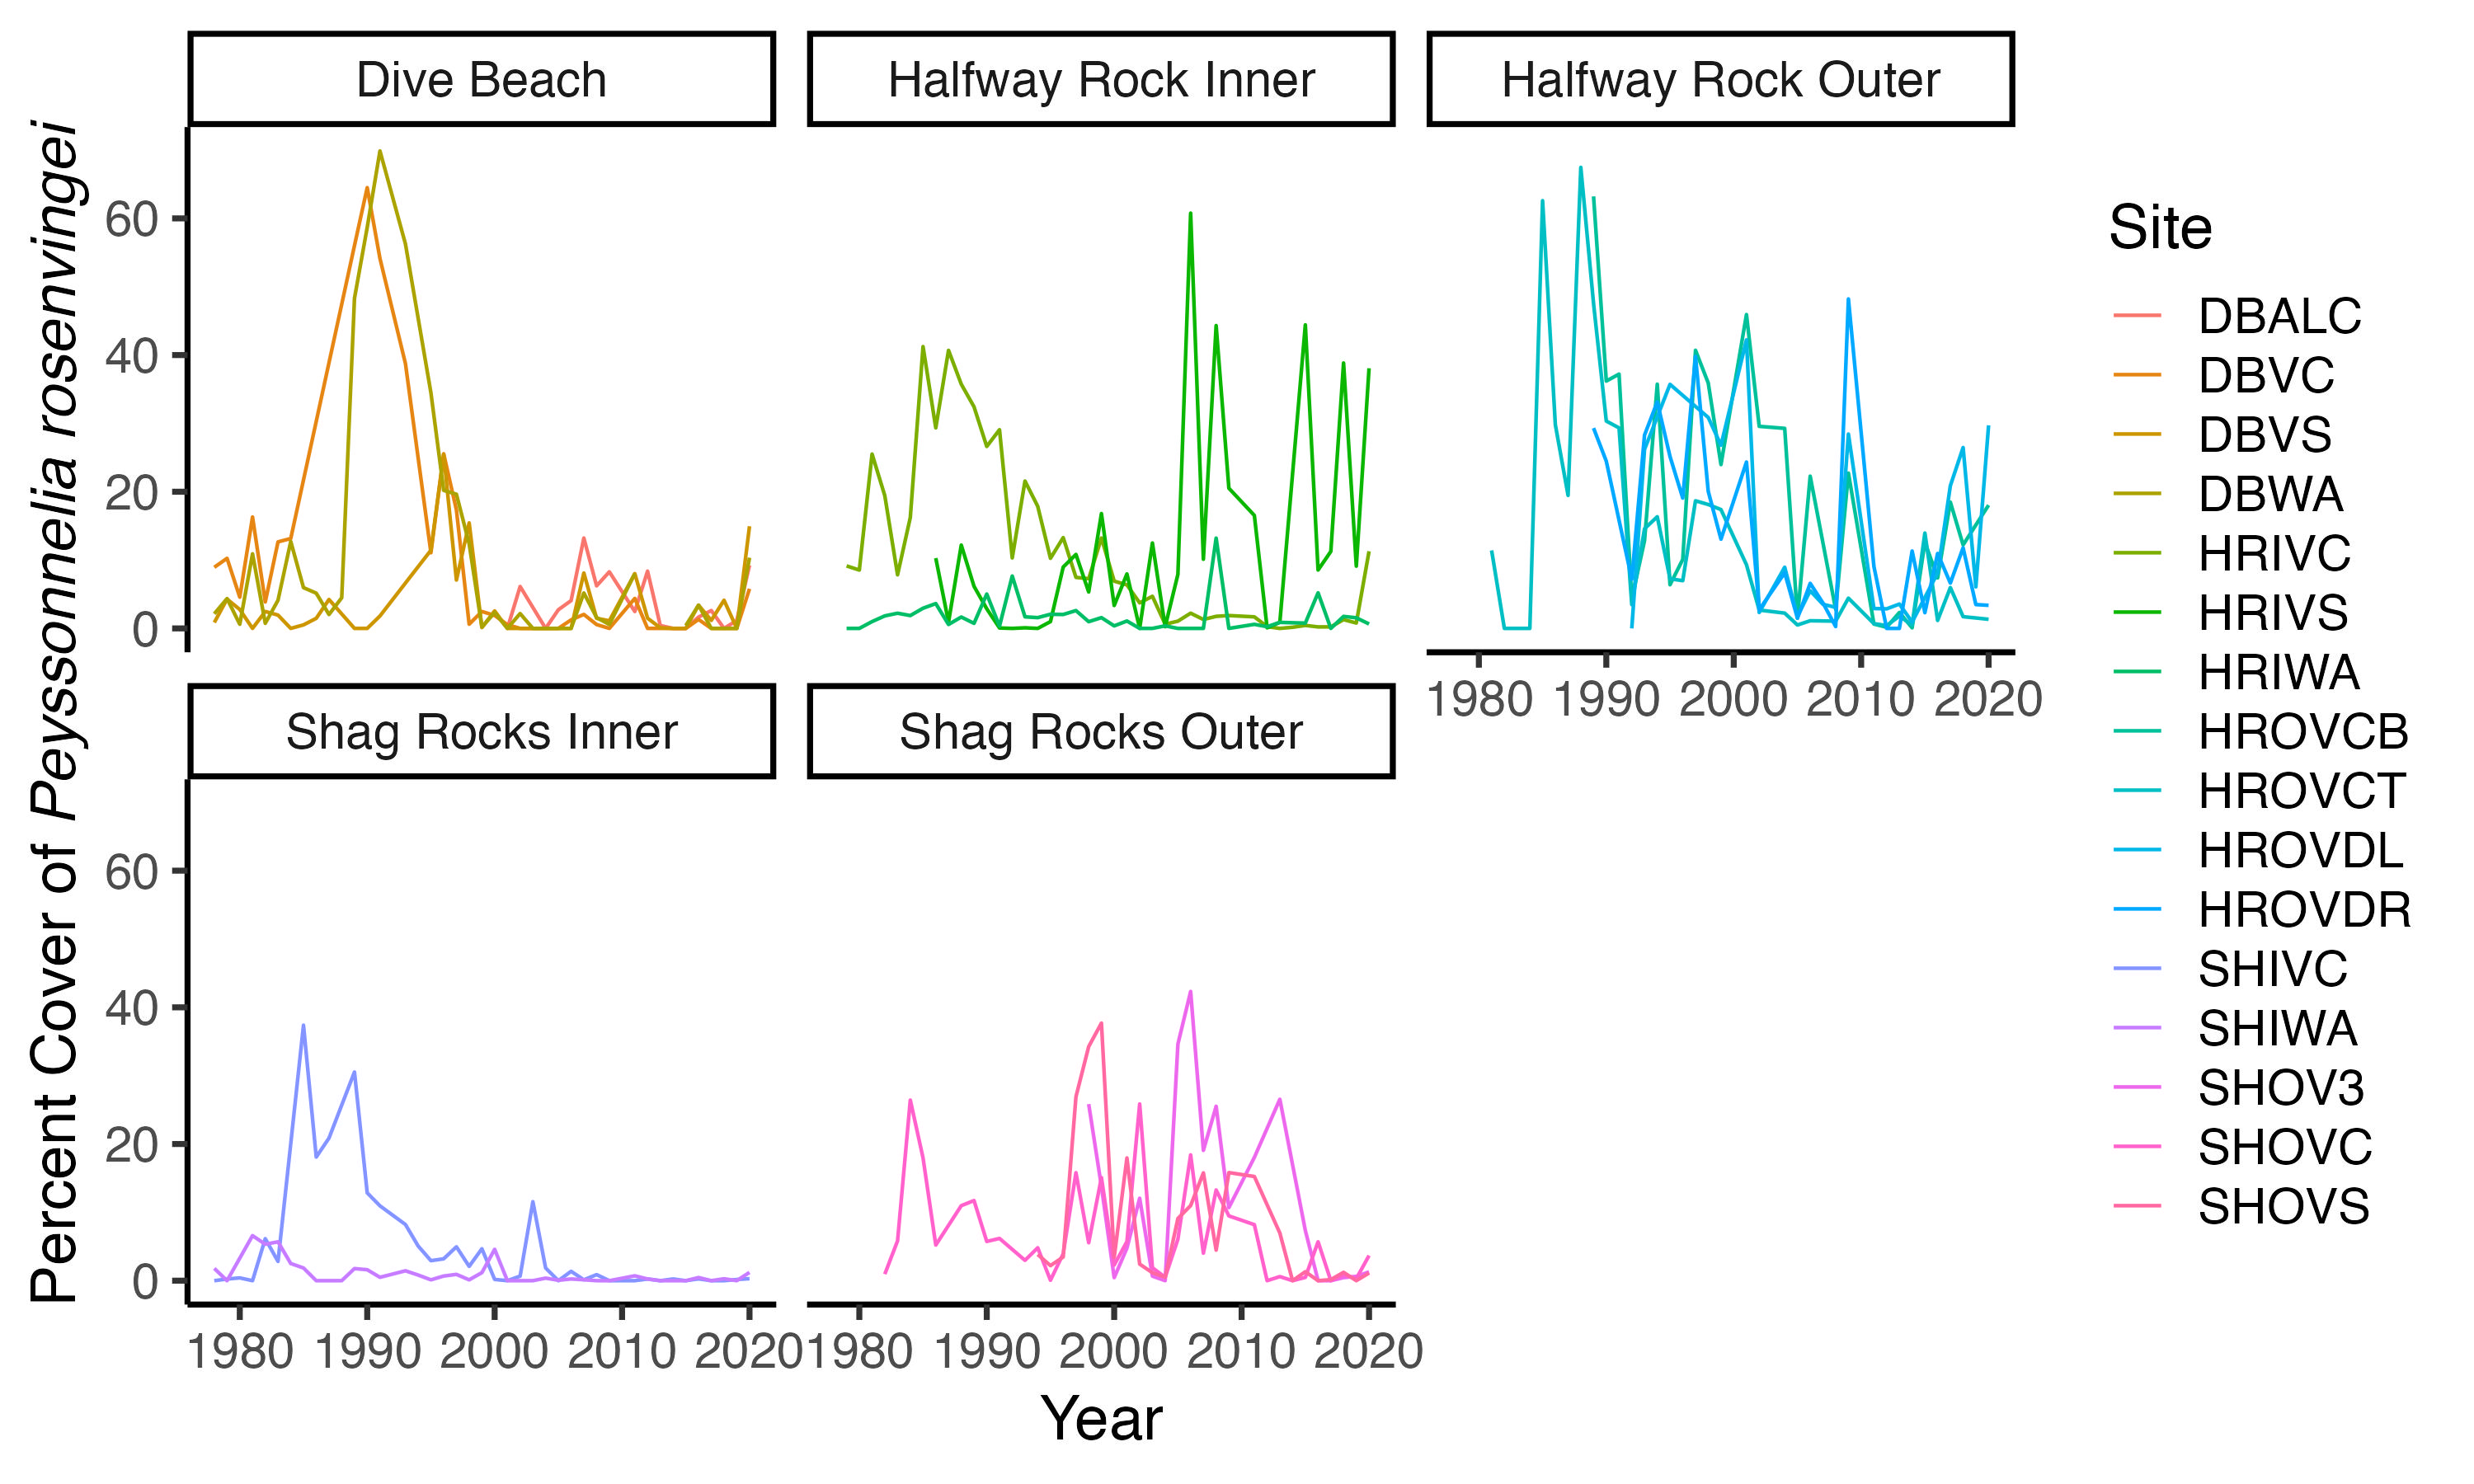 Dive Beach
Halfway Rock Inner
Halfway Rock Outer
Percent Cover of Peyssonnelia rosenvingei
60
40
20
0
1980 1990 2000 2010 2020
Shag Rocks Inner
Shag Rocks Outer
60
40
20
0
1980 1990 2000 2010 2020
1980 1990 2000 2010 2020
Year
Site
DBALC
DBVC
DBVS
DBWA
HRIVC
HRIVS
HRIWA
HROVCB
HROVCT
HROVDL
HROVDR
SHIVC
SHIWA
SHOV3
SHOVC
SHOVS